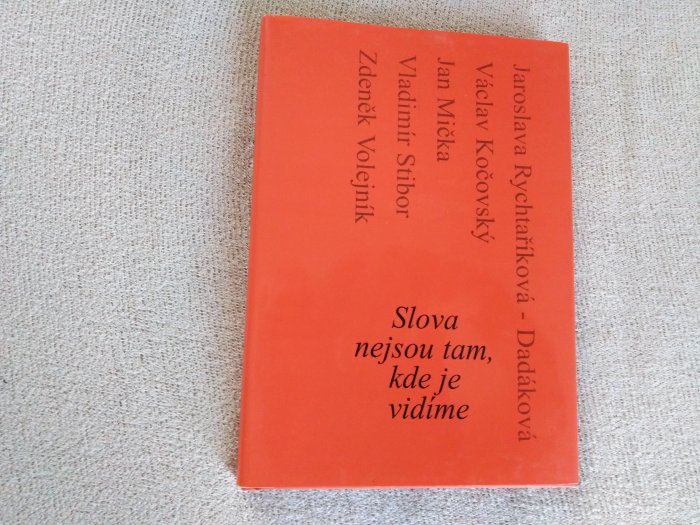 Jaroslava Rychtaříková - Dadáková
Václav Kočovský
Jan Mička
Vladimír Stibor
Zdeněk Volejník
Slova
nejsou tam,
kde je
vidíme